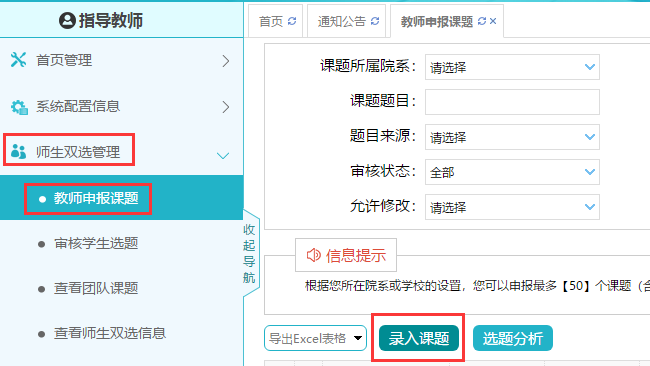 指导教师
首页管理
系统配置信息
师生双选管理
教师申报课题
审核学生选题
查看团队课题
查看师生双选信息
收起导航
首页 通知公告 教师申报课题
课题所属院系： 请选择
课题题目：
题目来源： 请选择
审核状态： 全部
允许修改： 请选择
信息提示
根据您所在院系或学校的设置，您可以申报最多【50】个课题（含
导出Excel表格 录入课题 选题分析